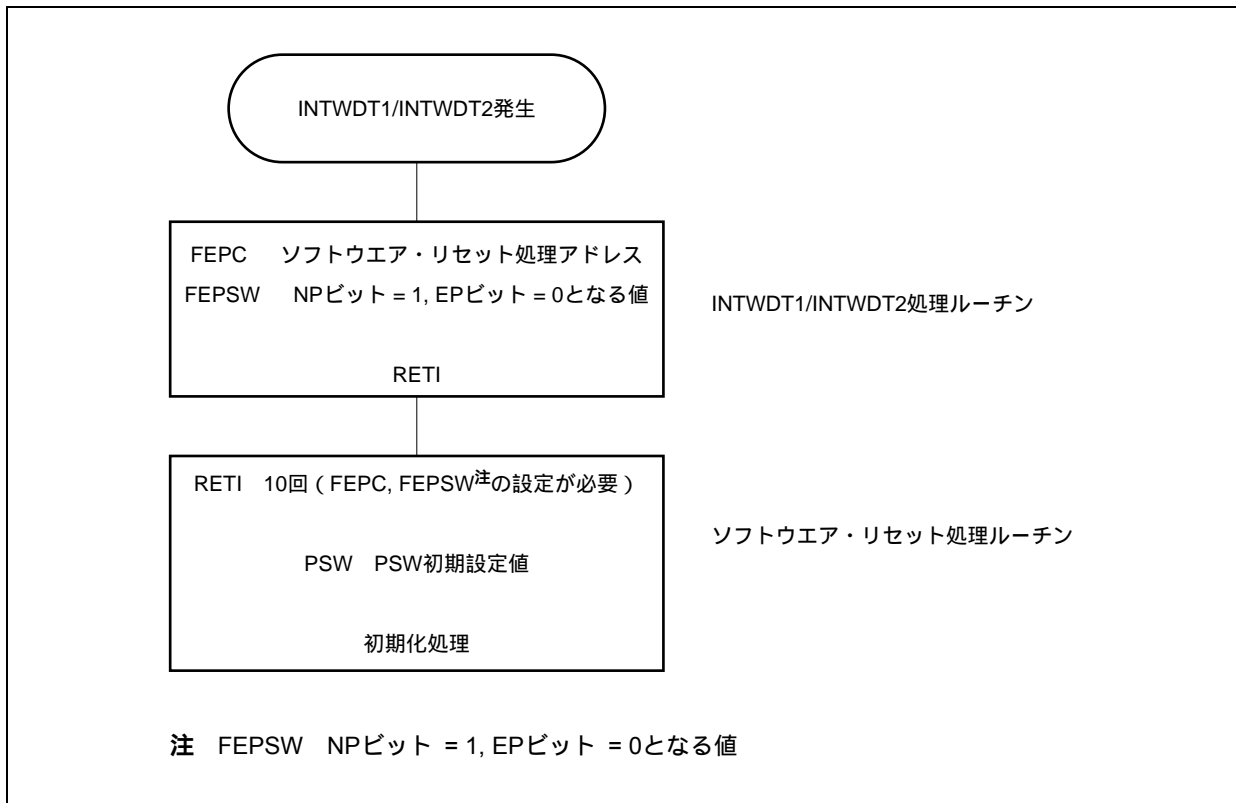 INTWDT1/INTWDT2発生
FEPC ソフトウエア・リセット処理アドレス
FEPSW NPビット = 1, EPビット = 0となる値
RETI
INTWDT1/INTWDT2処理ルーチン
RETI 10回（FEPC, FEPSW注の設定が必要）
PSW PSW初期設定値
初期化処理
ソフトウエア・リセット処理ルーチン
注 FEPSW NPビット = 1, EPビット = 0となる値